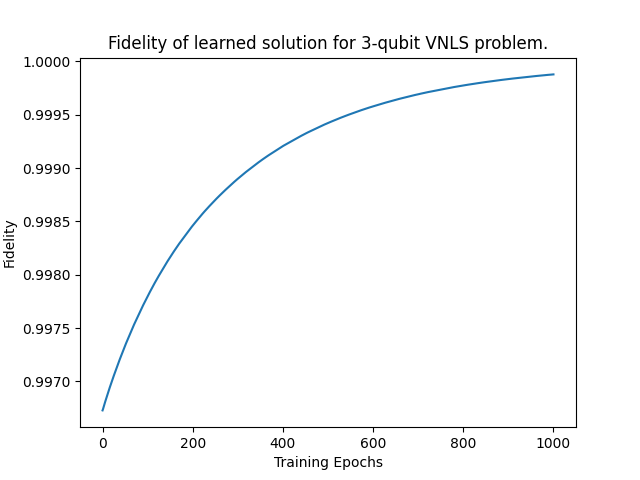 Fidelity of learned solution for 3-qubit VNLS problem.
1.0000
0.9995
0.9990
0.9985
0.9980
0.9975
0.9970
Fidelity
0 200 400 600 800 1000
Training Epochs